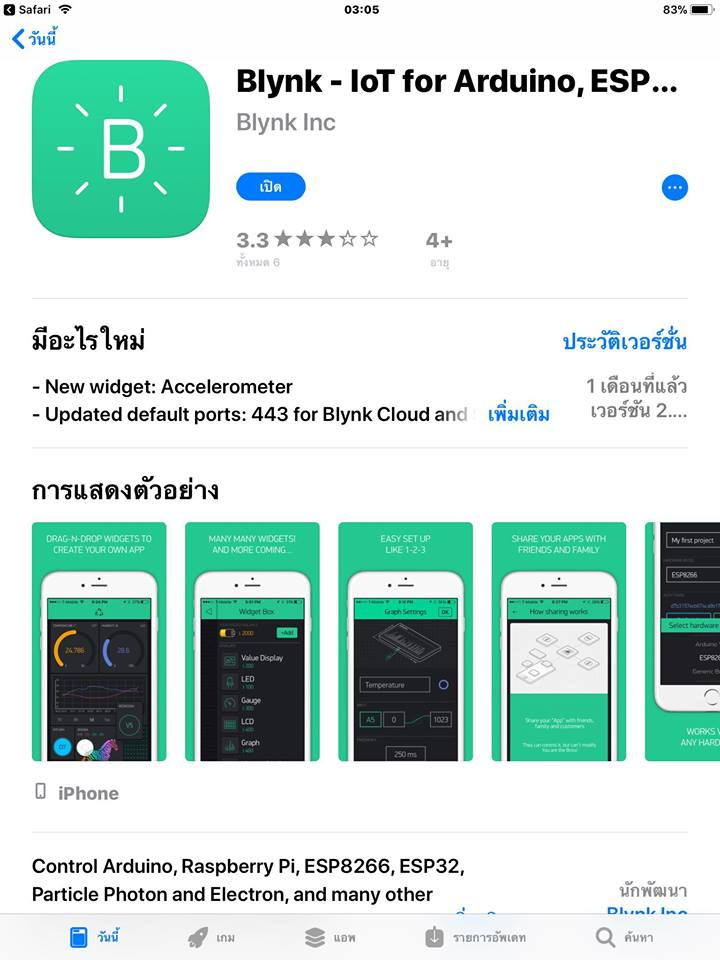 Safari
03:05
83%
วันนี้
B
Blynk - IoT for Arduino, ESP...
Blynk Inc
เปิด
3.3
4+
ทั้งหมด 6
อายุ
มีอะไรใหม่
ประวัติเวอร์ชั่น
- New widget: Accelerometer
1 เดือนที่แล้ว
- Updated default ports: 443 for Blynk Cloud and
เพิ่มเติม
เวอร์ชัน 2....
การแสดงตัวอย่าง
DRAG-N-DROP WIDGETS TO
CREATE YOUR OWN APP
24.786
28.6
V5
07
MANY MANY WIDGETS!
AND MORE COMING...
Widget Box
2000
+Add
Value Display
LED
Gauge
LCD
Graph
EASY SET UP
LIKE 1-2-3
Graph Settings
OK
Temperature
A5
0
1023
250 ms
SHARE YOUR APPS WITH
FRIENDS AND FAMILY
How sharing works
Share your "App" with friends,
family and customers
They can control it, but can't modify
You are the Boss!
My first project
ESP8266
Select hardware
WORKS
ANY HARD
iPhone
Control Arduino, Raspberry Pi, ESP8266, ESP32,
Particle Photon and Electron, and many other
นักพัฒนา
Blynk Inc
วันนี้
เกม
แอพ
รายการอัพเดท
ค้นหา